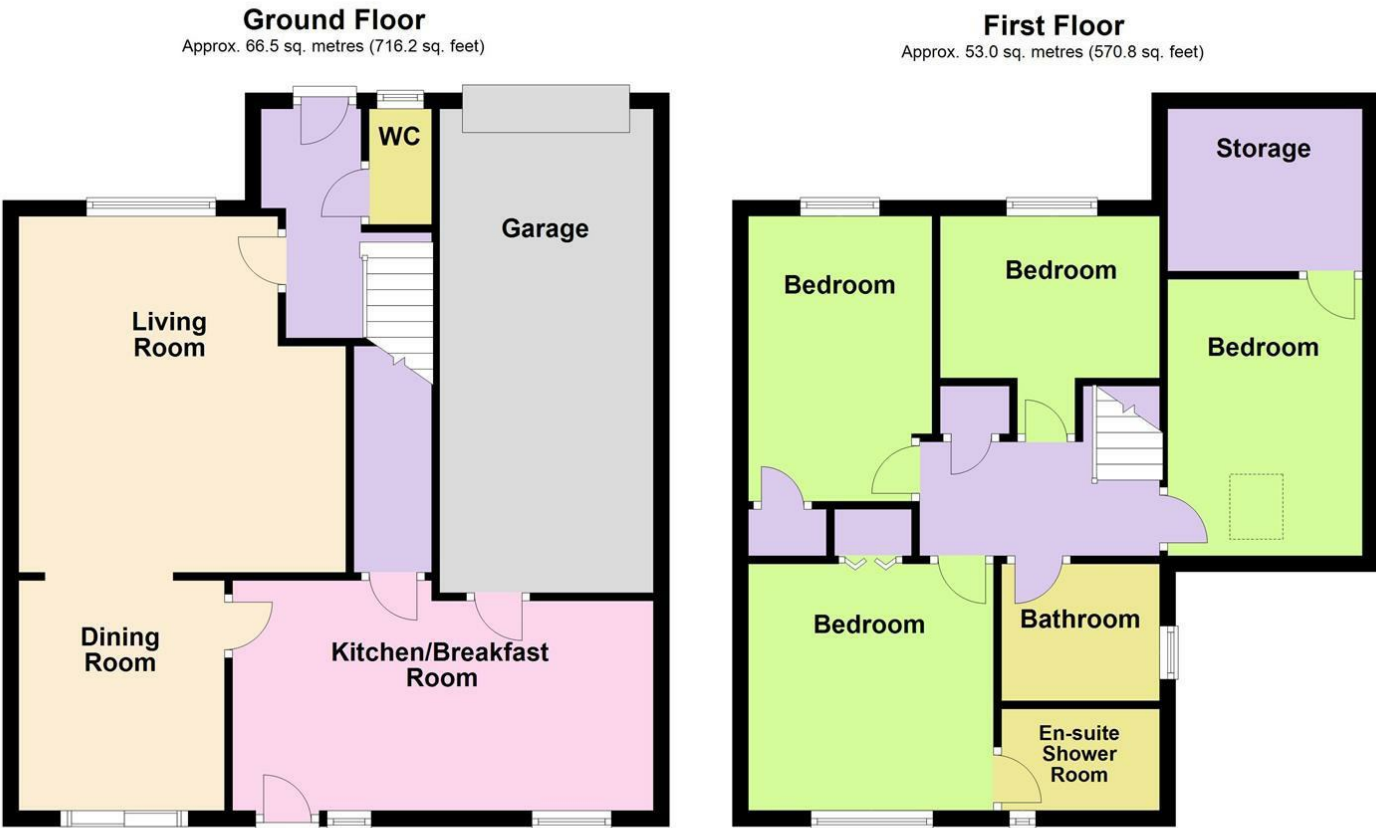 Ground Floor
Approx. 66.5 sq. metres (716.2 sq. feet)
WC
Garage
Living
Room
Dining
Room
Kitchen/Breakfast
Room
First Floor
Approx. 53.0 sq. metres (570.8 sq. feet)
Storage
Bedroom
Bedroom
Bedroom
Bedroom
Bathroom
En-suite
Shower
Room